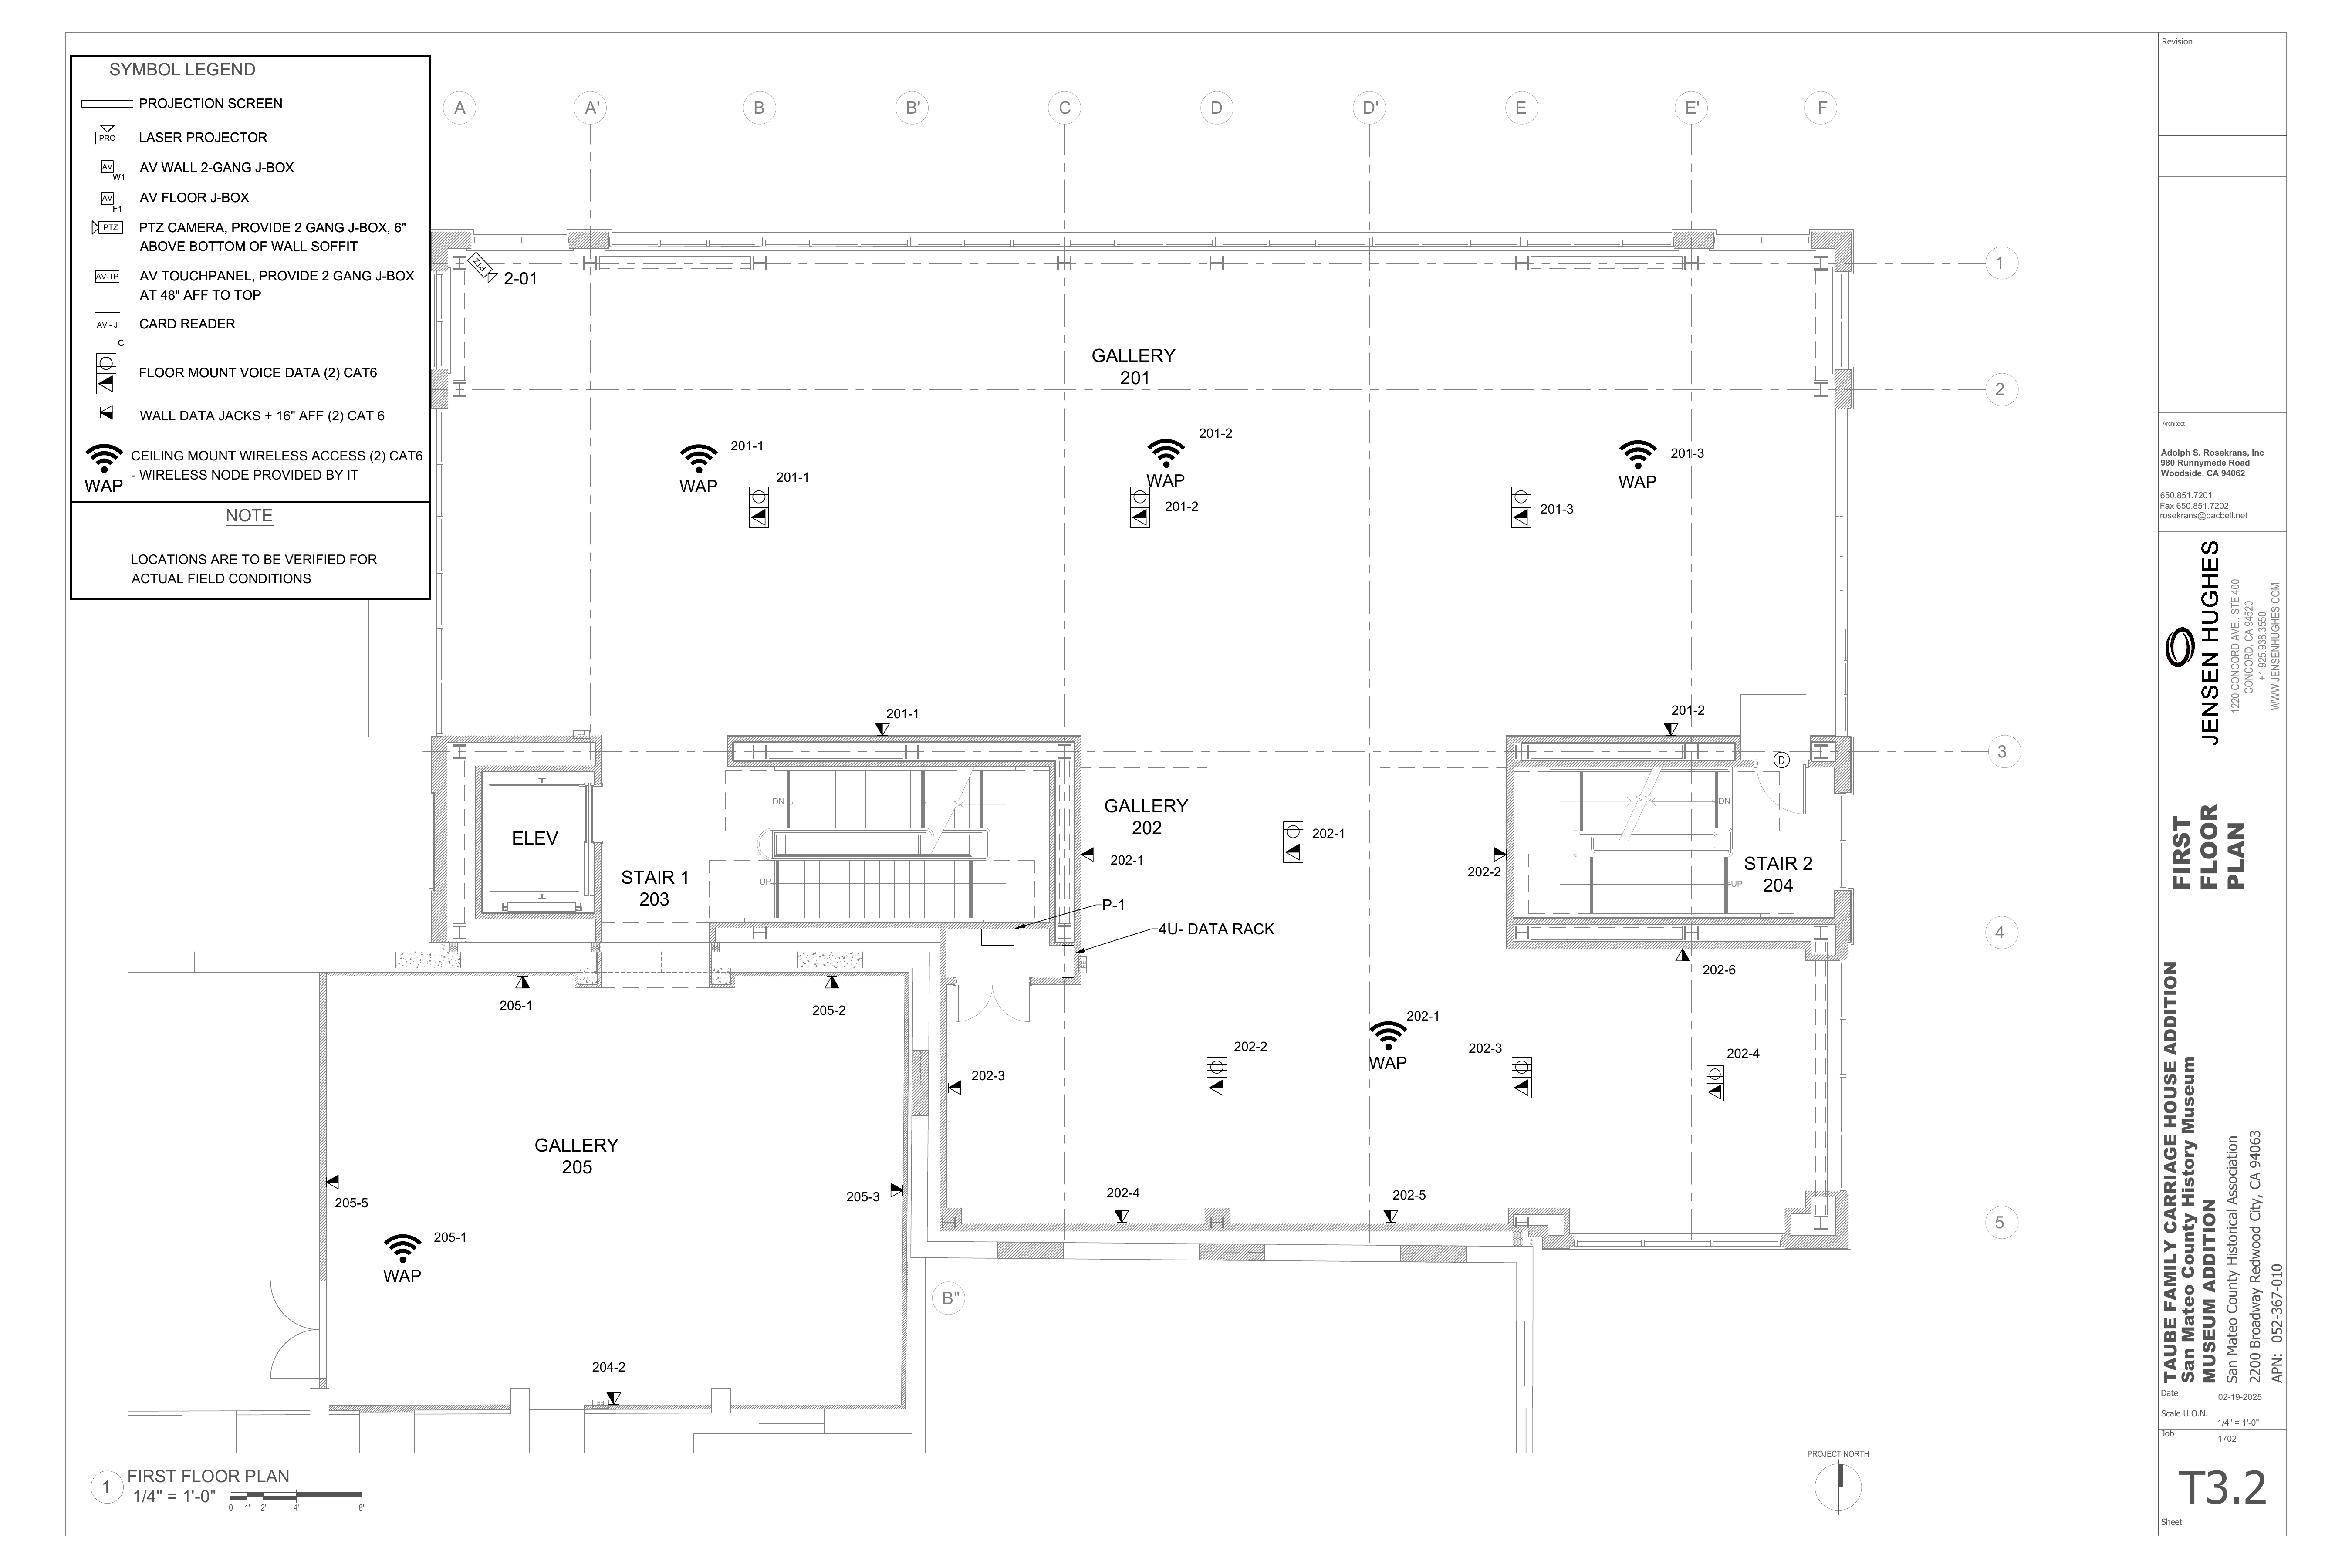 SYMBOL LEGEND
PROJECTION SCREEN
PRO
LASER PROJECTOR
AV
W1
AV WALL 2-GANG J-BOX
AV
F1
AV FLOOR J-BOX
PTZ
PTZ CAMERA, PROVIDE 2 GANG J-BOX, 6"
ABOVE BOTTOM OF WALL SOFFIT
AV-TP
AV TOUCHPANEL, PROVIDE 2 GANG J-BOX
AT 48" AFF TO TOP
AV - J
C
CARD READER
FLOOR MOUNT VOICE DATA (2) CAT6
WALL DATA JACKS + 16" AFF (2) CAT 6
WAP
CEILING MOUNT WIRELESS ACCESS (2) CAT6
- WIRELESS NODE PROVIDED BY IT
NOTE
LOCATIONS ARE TO BE VERIFIED FOR
ACTUAL FIELD CONDITIONS
A
A'
B
B'
C
D
D'
E
E'
F
1
2
3
4
5
B"
PTZ
2-01
GALLERY
201
201-1
WAP
201-1
201-2
WAP
201-2
201-3
WAP
201-3
201-1
201-2
D
ELEV
STAIR 1
203
DN
UP
GALLERY
202
202-1
202-1
202-2
DN
UP
STAIR 2
204
P-1
4U- DATA RACK
202-6
205-1
205-2
202-1
WAP
202-2
202-3
202-4
202-3
GALLERY
205
205-5
205-3
202-4
202-5
205-1
WAP
204-2
1
FIRST FLOOR PLAN
1/4" = 1'-0"
0 1' 2' 4' 8'
PROJECT NORTH
Revision
Architect
Adolph S. Rosekrans, Inc
980 Runnymede Road
Woodside, CA 94062
650.851.7201
Fax 650.851.7202
rosekrans@pacbell.net
JENSEN HUGHES
1220 CONCORD AVE., STE 400
CONCORD, CA 94520
+1 925.938.3550
WWW.JENSENHUGHES.COM
FIRST
FLOOR
PLAN
TAUBE FAMILY CARRIAGE HOUSE ADDITION
San Mateo County History Museum
MUSEUM ADDITION
San Mateo County Historical Association
2200 Broadway Redwood City, CA 94063
APN: 052-367-010
Date
02-19-2025
Scale U.O.N.
1/4" = 1'-0"
Job
1702
T3.2
Sheet